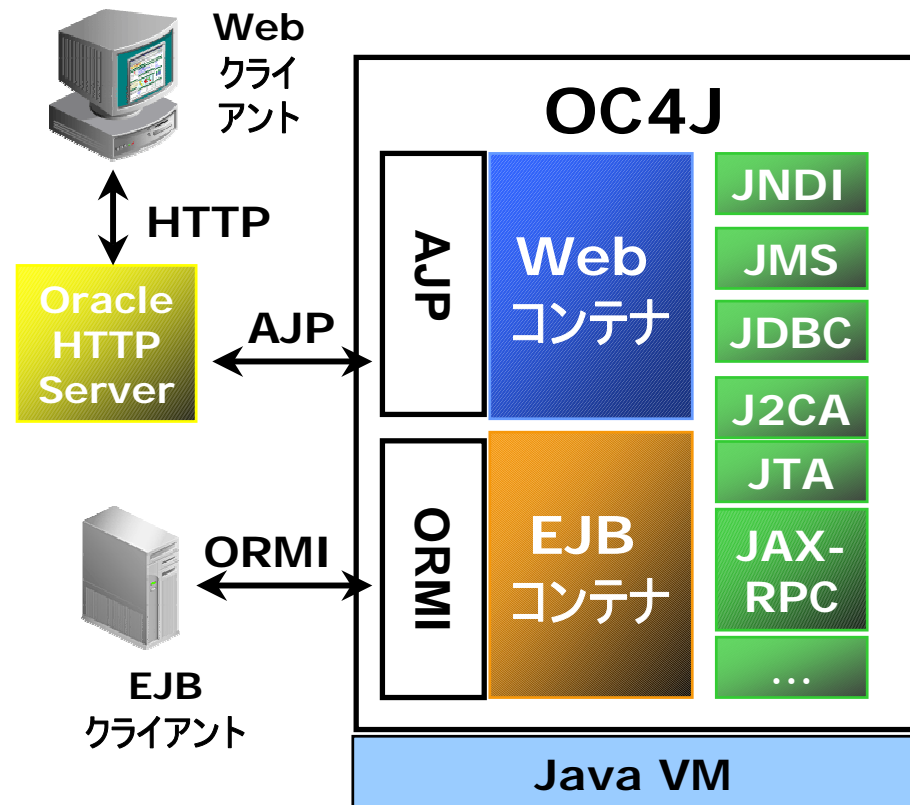 Web
クライ
アント
HTTP
Oracle
HTTP
Server
AJP
ORMI
EJB
クライアント
OC4J
AJP
Web
コンテナ
ORMI
EJB
コンテナ
JNDI
JMS
JDBC
J2CA
JTA
JAX-
RPC
...
Java VM